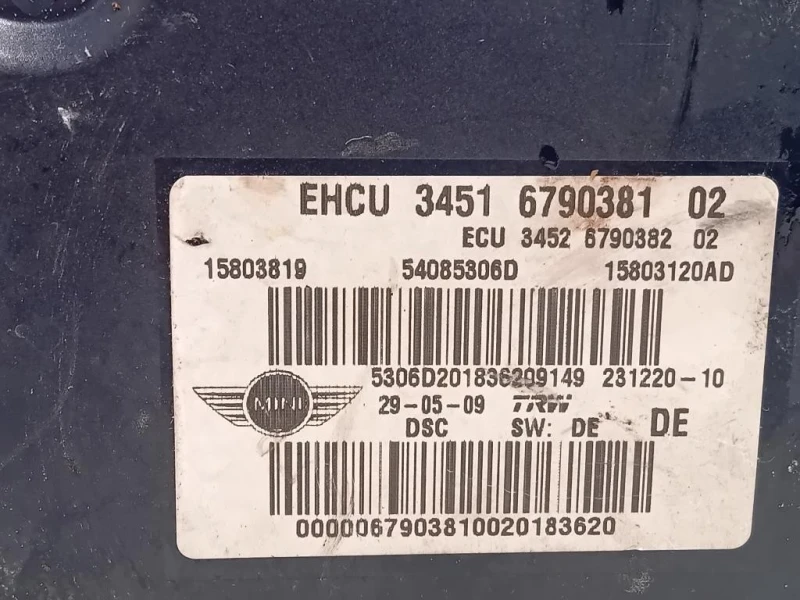 EHCU 3451 6790381 02
ECU 3452 6790382 02
15803819 54085306D 15803120AD
5306D201836209149 231220-10
MINI 29-05-09 TRW
DSC SW: DE DE
0000067903810020183620